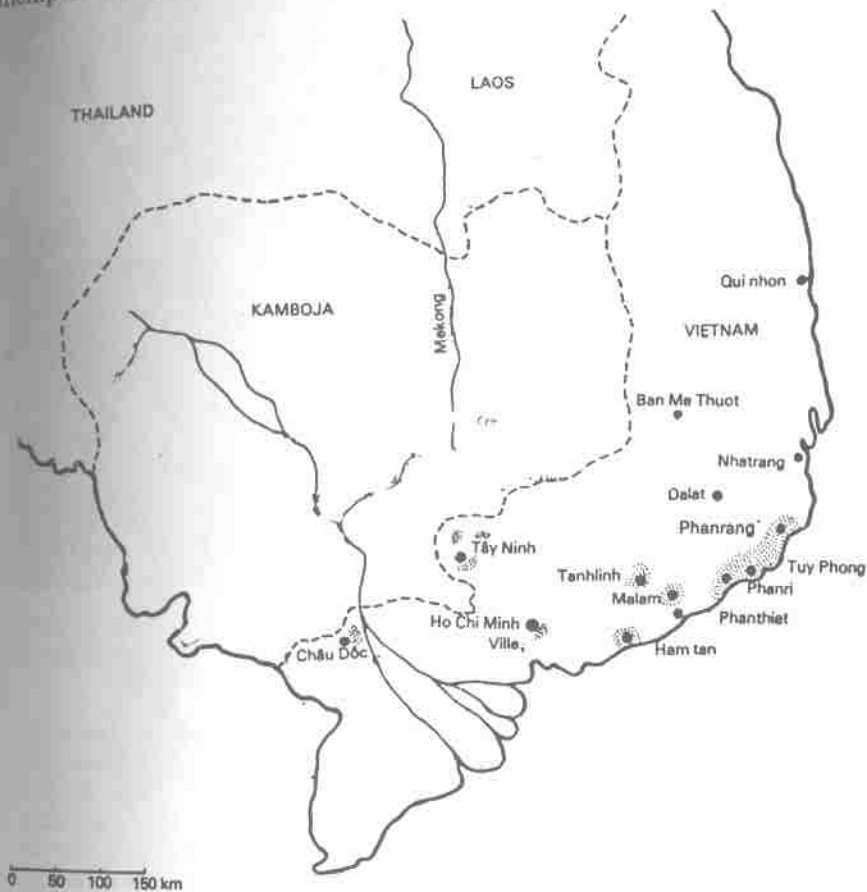 THAILAND
LAOS
KAMBOJA
Mekong
Qui nhon
VIETNAM
Ban Me Thuot
Nhatrang
Dalat
Phanrang
Tây Ninh
Tanhlinh
Tuy Phong
Phanri
Malam
Phanthiet
Ho Chi Minh
Ville,
Ham tan
Châu Dôc
0 50 100 150 km